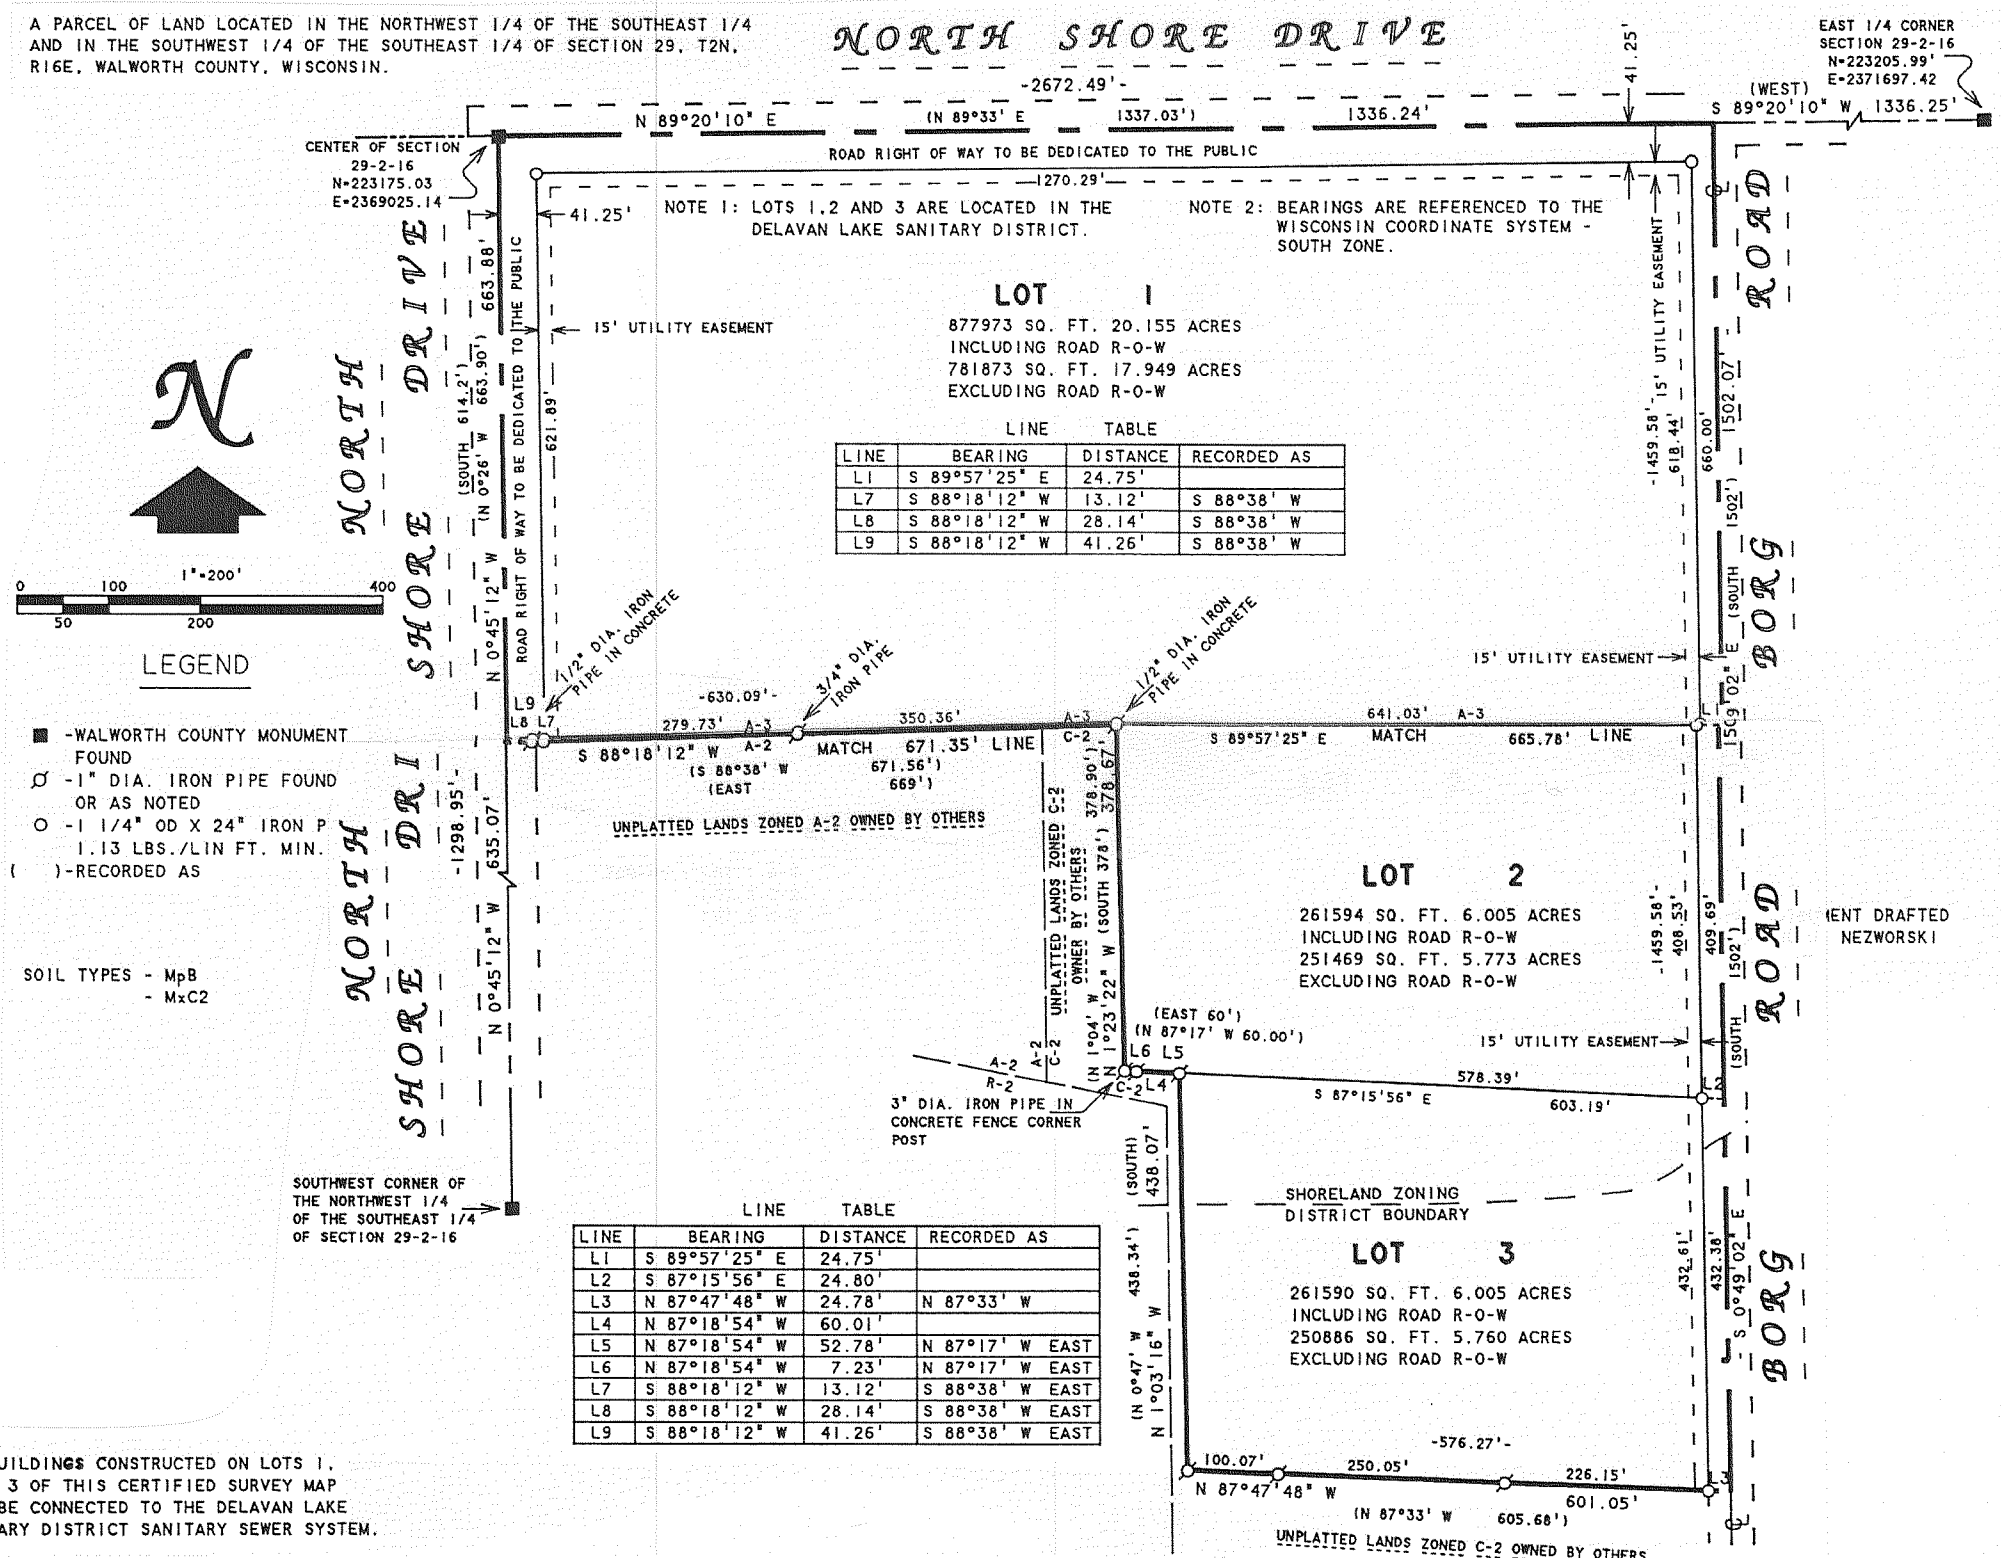 A PARCEL OF LAND LOCATED IN THE NORTHWEST 1/4 OF THE SOUTHEAST 1/4
AND IN THE SOUTHWEST 1/4 OF THE SOUTHEAST 1/4 OF SECTION 29, T2N,
R16E, WALWORTH COUNTY, WISCONSIN.
NORTH SHORE DRIVE
-2672.49'-
41.25'
EAST 1/4 CORNER
SECTION 29-2-16
N=223205.99'
E=2371697.42
(WEST)
S 89°20'10" W 1336.25'
N 89°20'10" E (N 89°33' E 1337.03') 1336.24'
ROAD RIGHT OF WAY TO BE DEDICATED TO THE PUBLIC
1270.29'
CENTER OF SECTION
29-2-16
N=223175.03
E=2369025.14
41.25'
NOTE 1: LOTS 1,2 AND 3 ARE LOCATED IN THE
DELAVAN LAKE SANITARY DISTRICT.
NOTE 2: BEARINGS ARE REFERENCED TO THE
WISCONSIN COORDINATE SYSTEM -
SOUTH ZONE.
LOT 1
877973 SQ. FT. 20.155 ACRES
INCLUDING ROAD R-O-W
781873 SQ. FT. 17.949 ACRES
EXCLUDING ROAD R-O-W
15' UTILITY EASEMENT
663.88'
(SOUTH 614.2')
(N 0°26' W 663.90')
N 0°45'12" W
ROAD RIGHT OF WAY TO BE DEDICATED TO THE PUBLIC
621.89'
NORTH SHORE DRIVE
15' UTILITY EASEMENT
-1459.58'-
618.44'
660.00'
1502.07'
(SOUTH 1502')
BORG ROAD
LINE TABLE
LINE BEARING DISTANCE RECORDED AS
L1 S 89°57'25" E 24.75'
L7 S 88°18'12" W 13.12' S 88°38' W
L8 S 88°18'12" W 28.14' S 88°38' W
L9 S 88°18'12" W 41.26' S 88°38' W
N
1"=200'
0 100 400
50 200
LEGEND
-WALWORTH COUNTY MONUMENT
FOUND
-1" DIA. IRON PIPE FOUND
OR AS NOTED
-1 1/4" OD X 24" IRON P
1.13 LBS./LIN FT. MIN.
( )-RECORDED AS
SOIL TYPES - MpB
- MxC2
1/2" DIA. IRON
PIPE IN CONCRETE
3/4" DIA.
IRON PIPE
1/2" DIA. IRON
PIPE IN CONCRETE
15' UTILITY EASEMENT
L9
L8 L7
-630.09'-
279.73' A-3 350.36' A-3
S 88°18'12" W A-2 MATCH 671.35' LINE C-2
(S 88°38' W 671.56')
(EAST 669')
641.03' A-3
S 89°57'25" E MATCH 665.78' LINE
L1
UNPLATTED LANDS ZONED A-2 OWNED BY OTHERS
UNPLATTED LANDS ZONED C-2
OWNER BY OTHERS
(N 1°04' W 378.90')
N 1°23'22" W (SOUTH 378') 378.67'
-1298.95'-
635.07'
N 0°45'12" W
NORTH
SHORE DRI
LOT 2
261594 SQ. FT. 6.005 ACRES
INCLUDING ROAD R-O-W
251469 SQ. FT. 5.773 ACRES
EXCLUDING ROAD R-O-W
-1459.58'-
408.53'
409.69'
(SOUTH 1502')
ROAD
ENT DRAFTED
NEZWORSKI
(EAST 60')
(N 87°17' W 60.00')
15' UTILITY EASEMENT
A-2
C-2
A-2
R-2
L6 L5
C-2 L4
578.39'
S 87°15'56" E 603.19'
L2
3" DIA. IRON PIPE IN
CONCRETE FENCE CORNER
POST
(SOUTH)
438.07'
438.34')
(N 0°47' W
N 1°03'16" W
SOUTHWEST CORNER OF
THE NORTHWEST 1/4
OF THE SOUTHEAST 1/4
OF SECTION 29-2-16
SHORELAND ZONING
DISTRICT BOUNDARY
LOT 3
261590 SQ. FT. 6.005 ACRES
INCLUDING ROAD R-O-W
250886 SQ. FT. 5.760 ACRES
EXCLUDING ROAD R-O-W
432.61'
432.38'
S 0°49'02" E
BORG
LINE TABLE
LINE BEARING DISTANCE RECORDED AS
L1 S 89°57'25" E 24.75'
L2 S 87°15'56" E 24.80'
L3 N 87°47'48" W 24.78' N 87°33' W
L4 N 87°18'54" W 60.01'
L5 N 87°18'54" W 52.78' N 87°17' W EAST
L6 N 87°18'54" W 7.23' N 87°17' W EAST
L7 S 88°18'12" W 13.12' S 88°38' W EAST
L8 S 88°18'12" W 28.14' S 88°38' W EAST
L9 S 88°18'12" W 41.26' S 88°38' W EAST
-576.27'-
100.07' 250.05' 226.15'
N 87°47'48" W 601.05'
(N 87°33' W 605.68')
L3
UNPLATTED LANDS ZONED C-2 OWNED BY OTHERS
UILDINGS CONSTRUCTED ON LOTS 1,
3 OF THIS CERTIFIED SURVEY MAP
BE CONNECTED TO THE DELAVAN LAKE
ARY DISTRICT SANITARY SEWER SYSTEM.